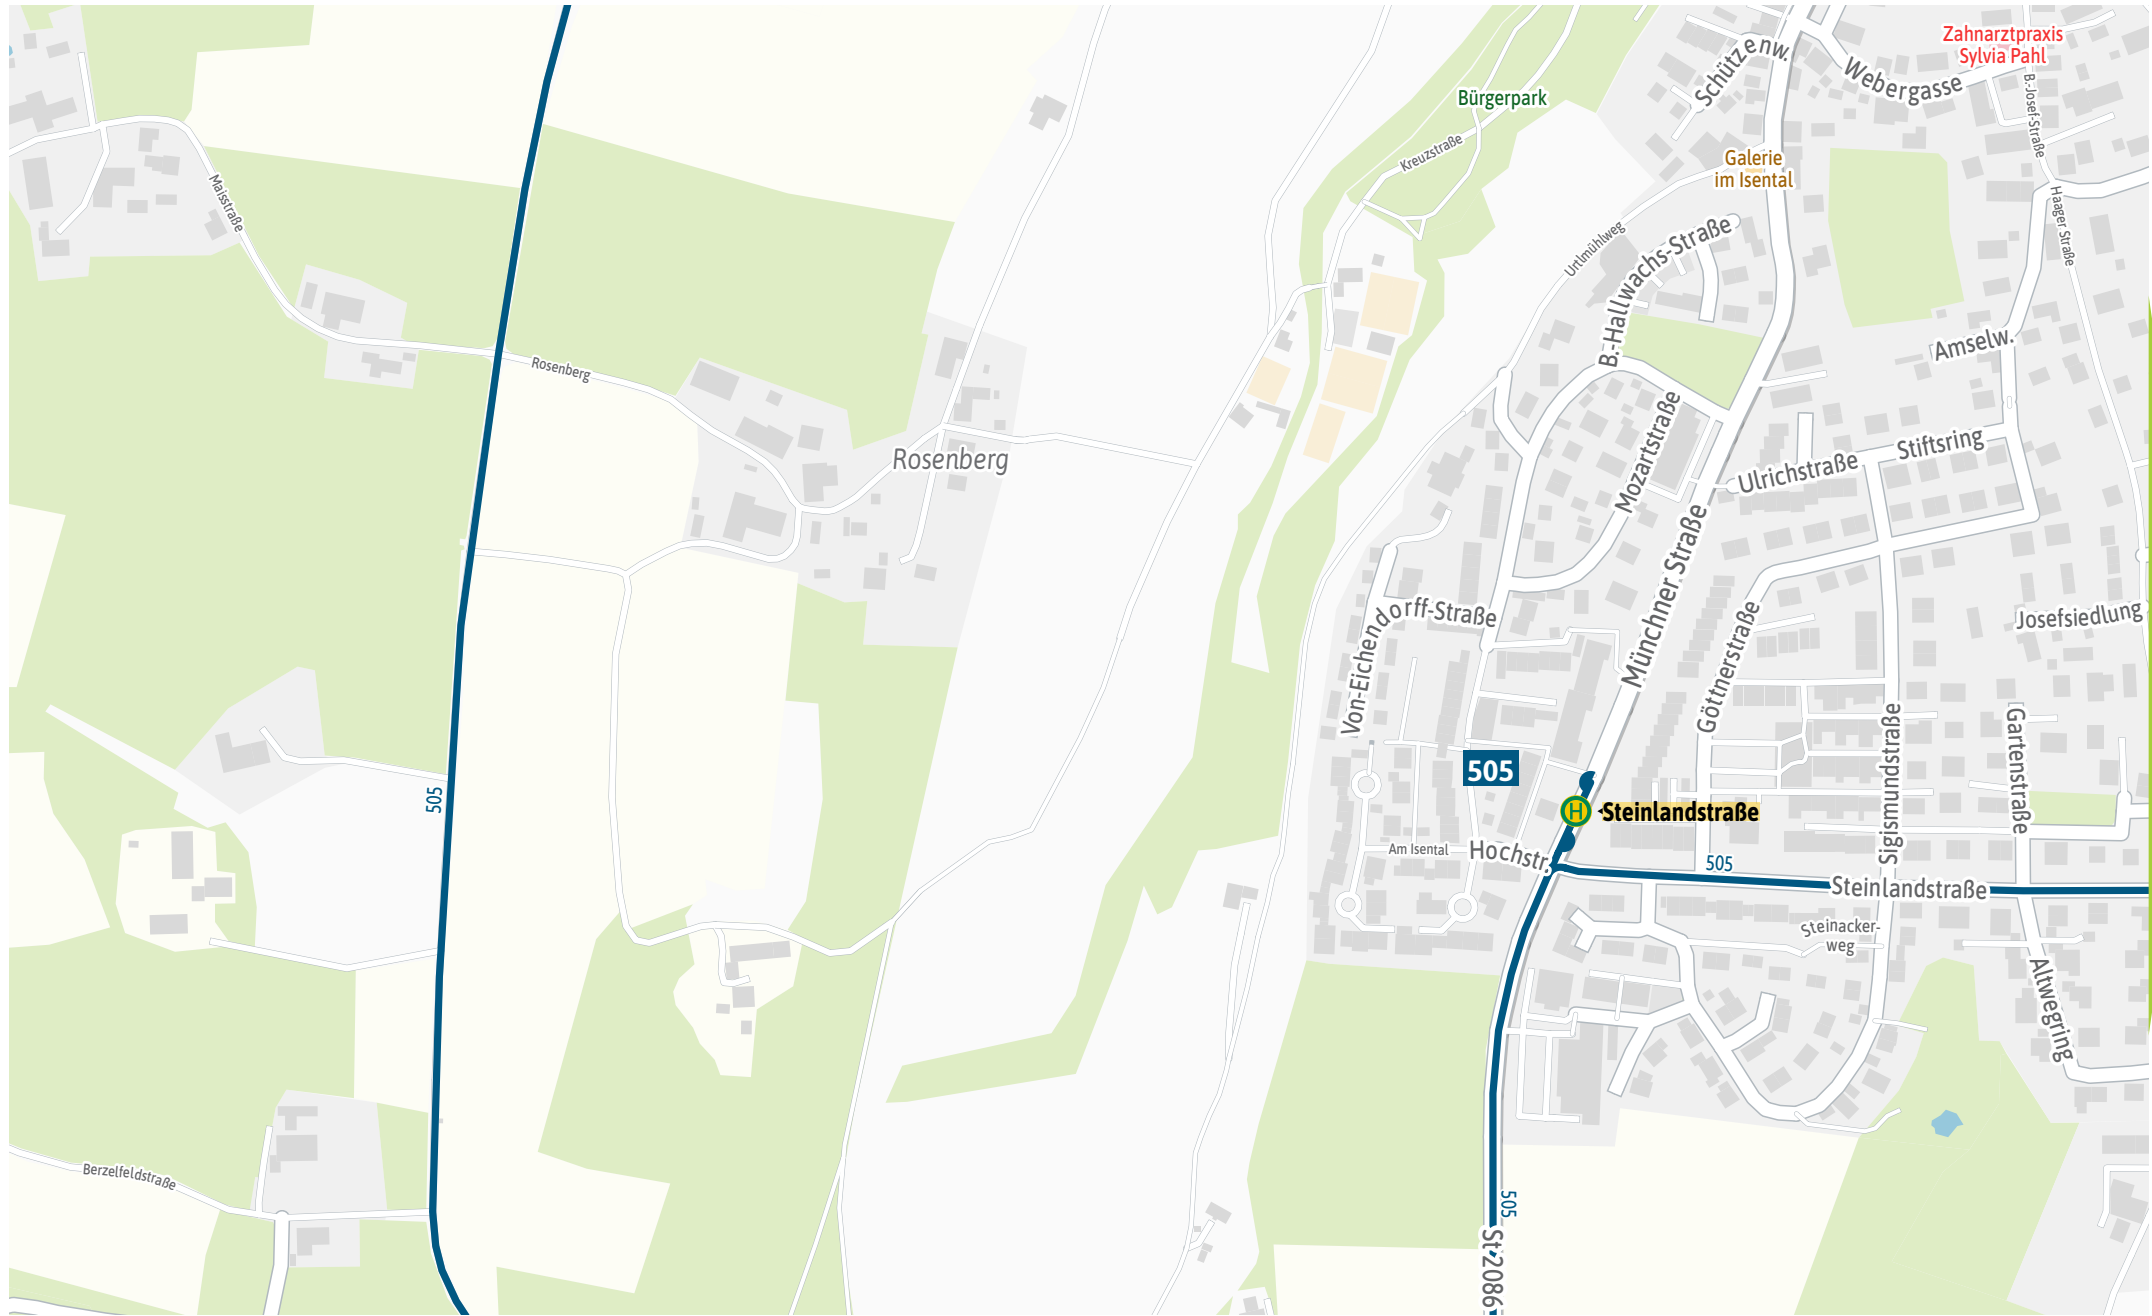 Zahnarztpraxis
Sylvia Pahl
Schützenw.
Webergasse
B.-Josef-Straße
Bürgerpark
Kreuzstraße
Galerie
im Isental
Maisstraße
Haager Straße
Urtlmühlweg
B.-Hallwachs-Straße
Amselw.
Rosenberg
Rosenberg
Mozartstraße
Stiftsring
Ulrichstraße
Münchner Straße
Von-Eichendorff-Straße
Göttnerstraße
Josefsiedlung
Gartenstraße
Sigismundstraße
505
505
H
Steinlandstraße
Am Isental
Hochstr.
505
Steinlandstraße
Steinacker-
weg
Altwegring
Berzelfeldstraße
505
St 2086